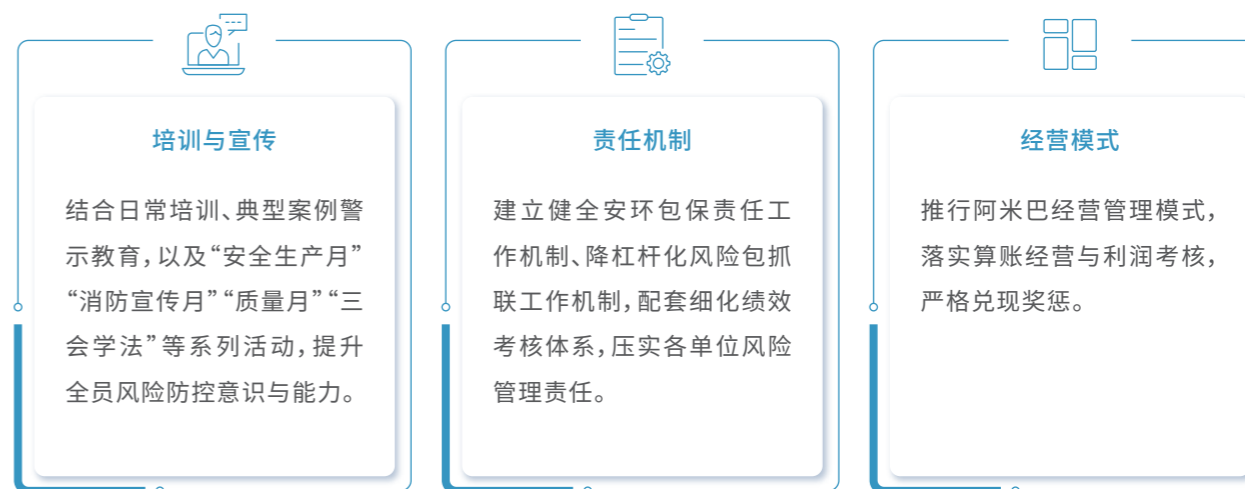 培训与宣传
结合日常培训、典型案例警
示教育，以及“安全生产月”
“消防宣传月”“质量月”“三
会学法”等系列活动，提升
全员风险防控意识与能力。
责任机制
建立健全安环包保责任工
作机制、降杠杆化风险包抓
联工作机制，配套细化绩效
考核体系，压实各单位风险
管理责任。
经营模式
推行阿米巴经营管理模式，
落实算账经营与利润考核，
严格兑现奖惩。